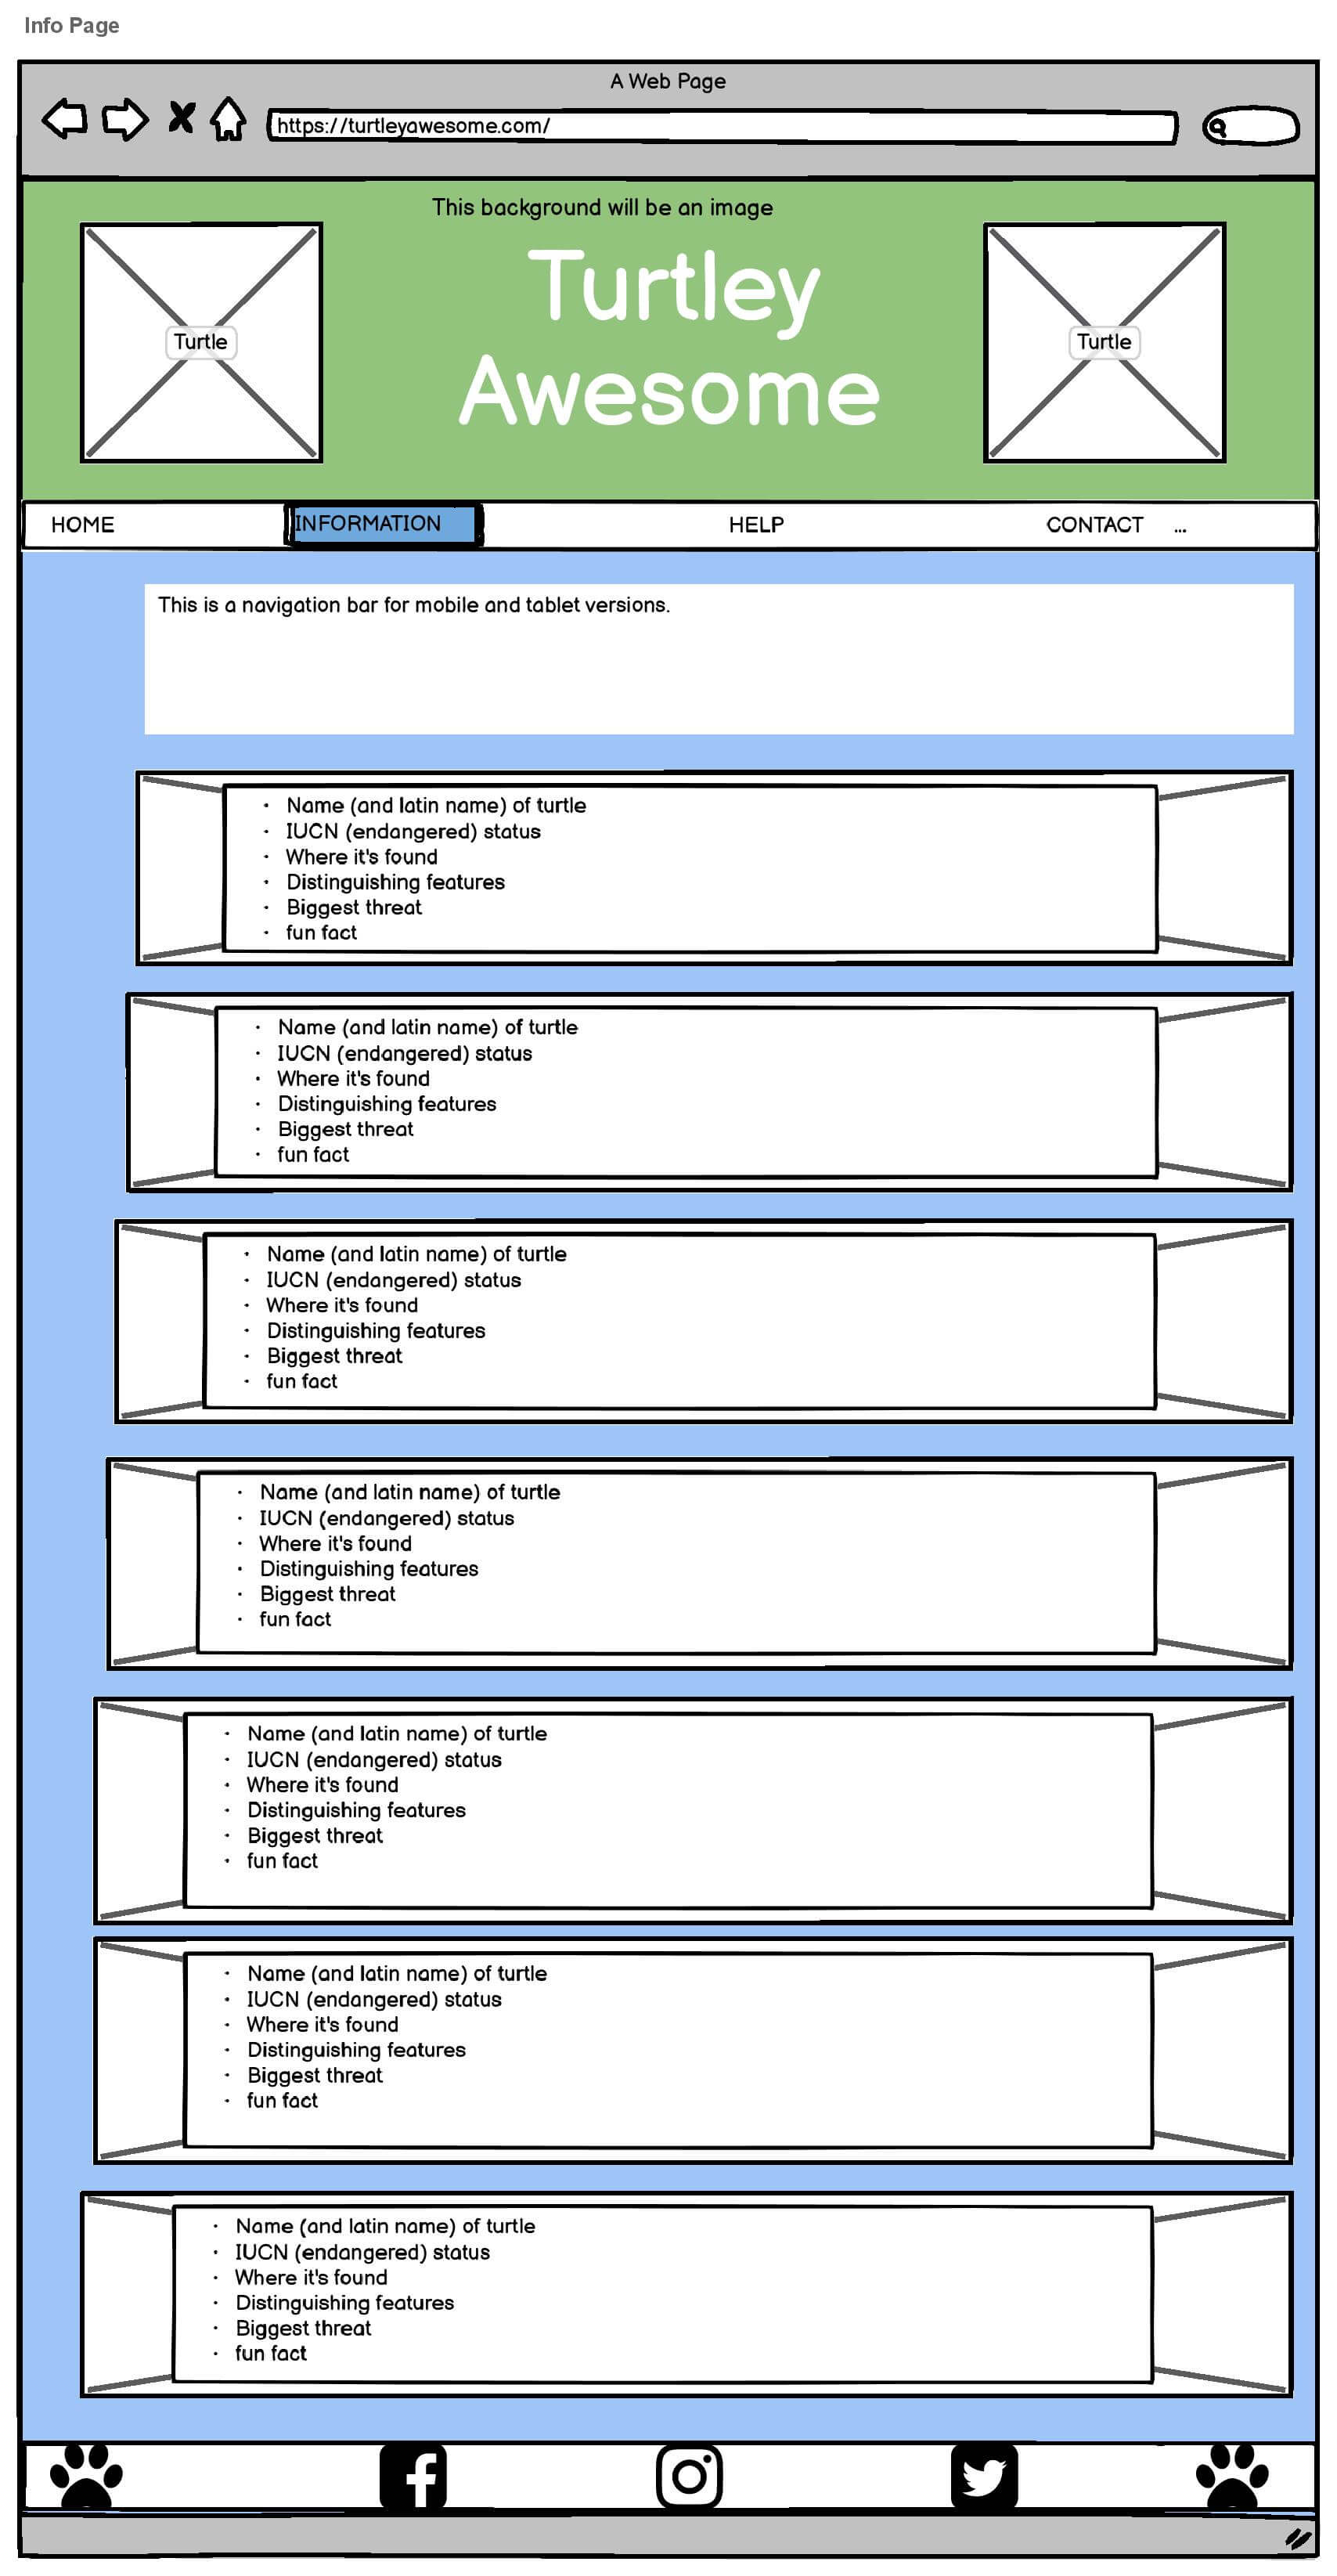 Info Page
A Web Page
https://turtleyawesome.com/
This background will be an image
Turtley
Awesome
Turtle
Turtle
HOME INFORMATION HELP CONTACT ...
This is a navigation bar for mobile and tablet versions.
• Name (and latin name) of turtle
• IUCN (endangered) status
• Where it's found
• Distinguishing features
• Biggest threat
• fun fact
• Name (and latin name) of turtle
• IUCN (endangered) status
• Where it's found
• Distinguishing features
• Biggest threat
• fun fact
• Name (and latin name) of turtle
• IUCN (endangered) status
• Where it's found
• Distinguishing features
• Biggest threat
• fun fact
• Name (and latin name) of turtle
• IUCN (endangered) status
• Where it's found
• Distinguishing features
• Biggest threat
• fun fact
• Name (and latin name) of turtle
• IUCN (endangered) status
• Where it's found
• Distinguishing features
• Biggest threat
• fun fact
• Name (and latin name) of turtle
• IUCN (endangered) status
• Where it's found
• Distinguishing features
• Biggest threat
• fun fact
• Name (and latin name) of turtle
• IUCN (endangered) status
• Where it's found
• Distinguishing features
• Biggest threat
• fun fact